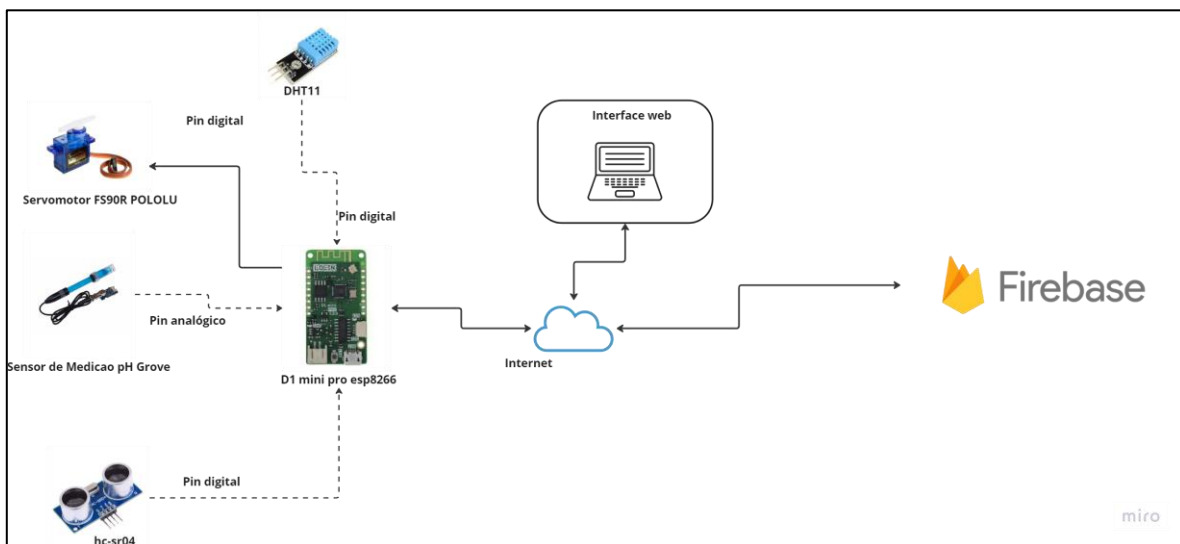 DHT11
Pin digital
Interface web
Servomotor FS90R POLOLU
Pin digital
Firebase
Pin analógico
Sensor de Medicao pH Grove
Internet
D1 mini pro esp8266
Pin digital
hc-sr04
miro